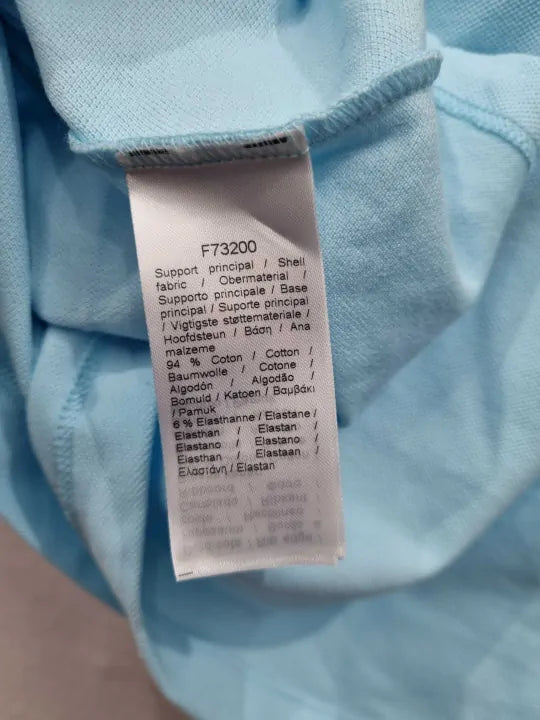 F73200
Support principal / Shell
fabric / Obermaterial /
Supporto principale / Base
principal / Suporte principal
/ Vigtigste støttemateriale /
Hoofdsteun / Βάση / Ana
malzeme
94 % Coton / Cotton /
Baumwolle / Cotone /
Algodón / Algodão /
Bomuld / Katoen / Βαμβάκι
/ Pamuk
6 % Elasthanne / Elastane /
Elasthan / Elastan /
Elastano / Elastano /
Elasthan / Elastaan /
Ελαστάνη / Elastan